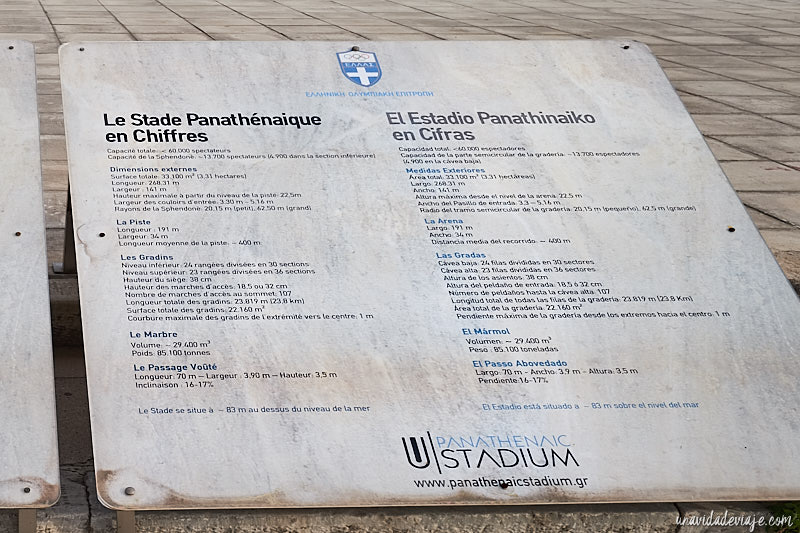 ΕΛΛΑΣ
ΕΛΛΗΝΙΚΗ ΟΛΥΜΠΙΑΚΗ ΕΠΙΤΡΟΠΗ
Le Stade Panathénaique
en Chiffres
Capacité totale: < 60.000 spectateurs
Capacité de la Sphendonè: ~13.700 spectateurs (4.900 dans la section inférieure)
Dimensions externes
Surface totale: 33,100 m² (3,31 hectares)
Longueur: 268,31 m
Largeur : 141 m
Hauteur maximale à partir du niveau de la piste: 22,5m
Largeur des couloirs d'entrée: 3,30 m – 5,16 m
Rayons de la Sphendonè: 20,15 m (petit), 62,50 m (grand)
La Piste
Longueur : 191 m
Largeur: 34 m
Longueur moyenne de la piste: ~ 400 m
Les Gradins
Niveau inférieur: 24 rangées divisées en 30 sections
Niveau supérieur: 23 rangées divisées en 36 sections
Hauteur du siège: 38 cm
Hauteur des marches d'accès: 18,5 ou 32 cm
Nombre de marches d'accès au sommet: 107
Longueur totale des gradins: 23.819 m (23,8 km)
Surface totale des gradins: 22.160 m²
Courbure maximale des gradins de l'extrémité vers le centre: 1 m
Le Marbre
Volume: ~ 29.400 m³
Poids: 85.100 tonnes
Le Passage Voûté
Longueur: 70 m – Largeur : 3,90 m – Hauteur: 3,5 m
Inclinaison : 16-17%
Le Stade se situe à ~ 83 m au dessus du niveau de la mer
El Estadio Panathinaiko
en Cifras
Capacidad total: <60.000 espectadores
Capacidad de la parte semicircular de la gradería: ~13.700 espectadores
(4.900 en la cávea baja)
Medidas Exteriores
Área total: 33,100 m² (3,31 hectáreas)
Largo: 268,31 m
Ancho: 141 m
Altura máxima desde el nivel de la arena: 22,5 m
Ancho del Pasillo de entrada: 3,3 – 5,16 m
Radio del tramo semicircular de la gradería: 20,15 m (pequeño), 62,5 m (grande)
La Arena
Largo: 191 m
Ancho: 34 m
Distancia media del recorrido: ~ 400 m
Las Gradas
Cávea baja: 24 filas divididas en 30 sectores
Cávea alta: 23 filas divididas en 36 sectores
Altura de los asientos: 38 cm
Altura del peldaño de entrada: 18,5 ó 32 cm
Número de peldaños hasta la cávea alta: 107
Longitud total de todas las filas de la gradería: 23.819 m (23,8 Km)
Área total de la gradería: 22.160 m²
Pendiente máxima de la gradería desde los extremos hacia el centro: 1 m
El Mármol
Volumen: ~ 29.400 m³
Peso : 85.100 toneladas
El Passo Abovedado
Largo: 70 m - Ancho: 3.9 m - Altura: 3,5 m
Pendiente:16-17%
El Estadio está situado a ~ 83 m sobre el nivel del mar
PANATHENAIC
STADIUM
www.panathenaicstadium.gr
unavidadeviaje.com